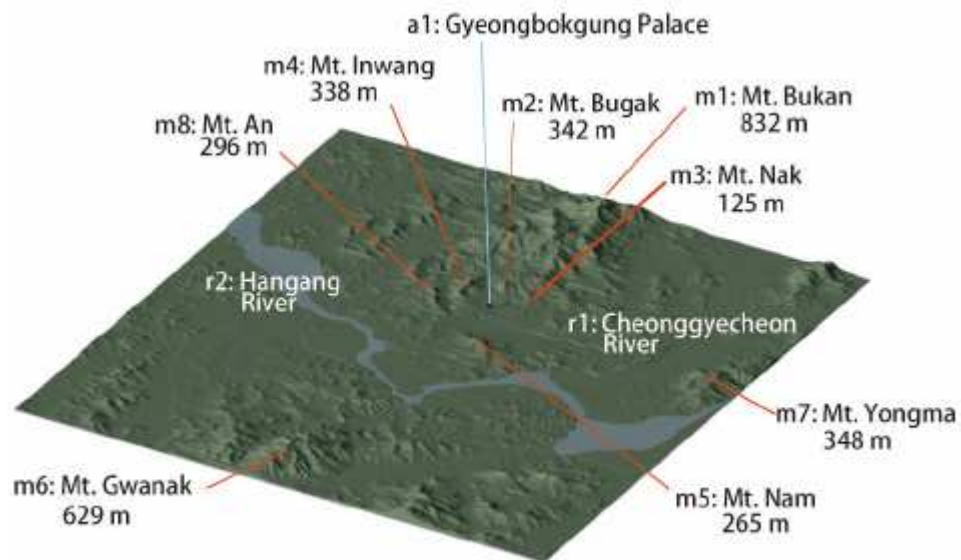 a1: Gyeongbokgung Palace
m4: Mt. Inwang
338 m
m2: Mt. Bugak
342 m
m1: Mt. Bukan
832 m
m8: Mt. An
296 m
m3: Mt. Nak
125 m
r2: Hangang
River
r1: Cheonggyecheon
River
m7: Mt. Yongma
348 m
m6: Mt. Gwanak
629 m
m5: Mt. Nam
265 m